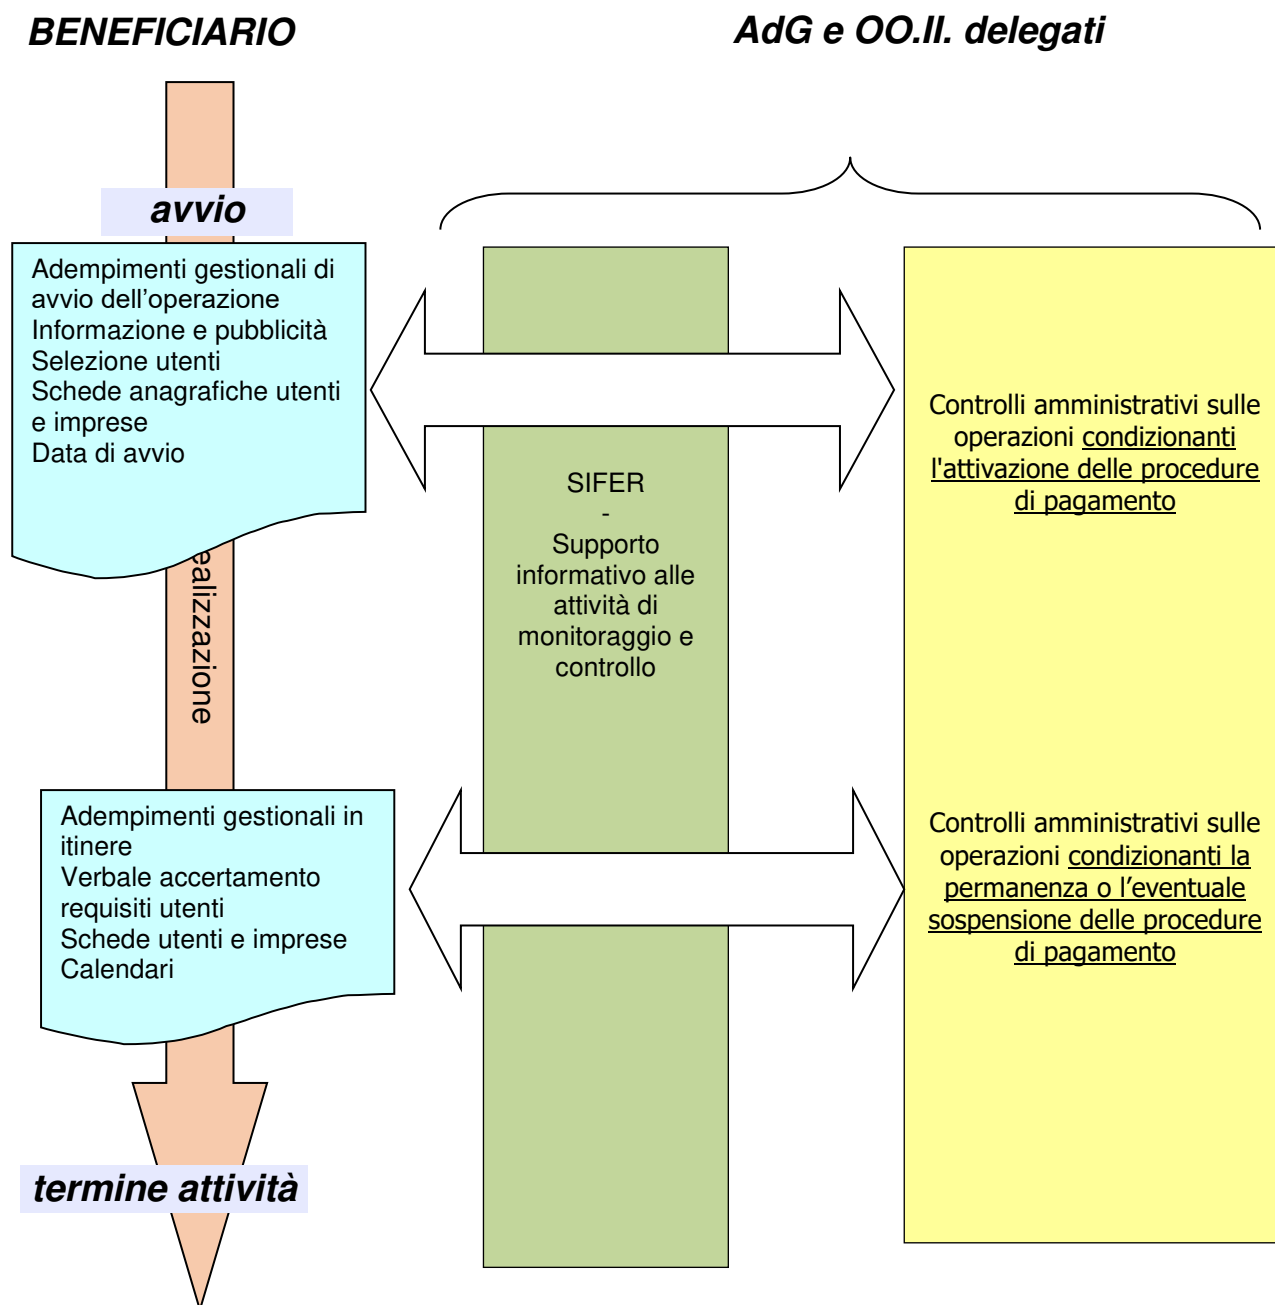 BENEFICIARIO
AdG e OO.II. delegati
avvio
Adempimenti gestionali di
avvio dell’operazione
Informazione e pubblicità
Selezione utenti
Schede anagrafiche utenti
e imprese
Data di avvio
ealizzazione
SIFER
-
Supporto
informativo alle
attività di
monitoraggio e
controllo
Controlli amministrativi sulle
operazioni condizionanti
l'attivazione delle procedure
di pagamento
Adempimenti gestionali in
itinere
Verbale accertamento
requisiti utenti
Schede utenti e imprese
Calendari
Controlli amministrativi sulle
operazioni condizionanti la
permanenza o l’eventuale
sospensione delle procedure
di pagamento
termine attività